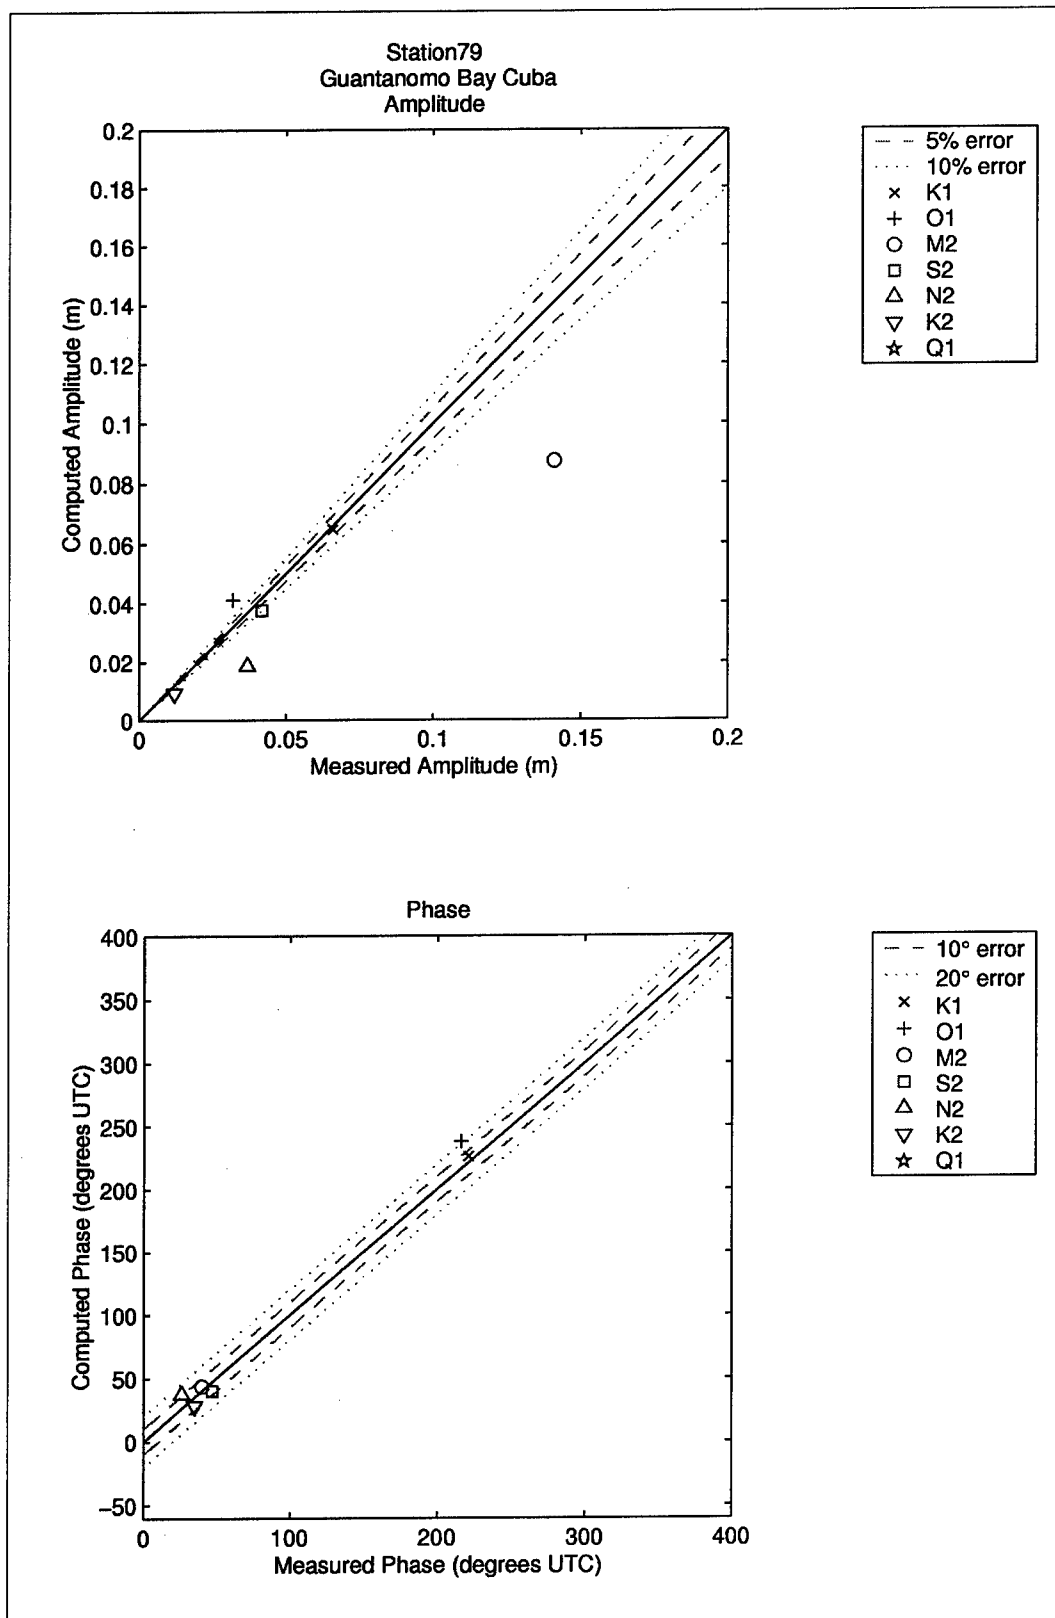 Station79
Guantanomo Bay Cuba
Amplitude
0.2
0.18
0.16
0.14
0.12
0.1
0.08
0.06
0.04
0.02
0
Computed Amplitude (m)
0 0.05 0.1 0.15 0.2
Measured Amplitude (m)
5% error
10% error
K1
O1
M2
S2
N2
K2
Q1
Phase
400
350
300
250
200
150
100
50
0
−50
Computed Phase (degrees UTC)
0 100 200 300 400
Measured Phase (degrees UTC)
10° error
20° error
K1
O1
M2
S2
N2
K2
Q1